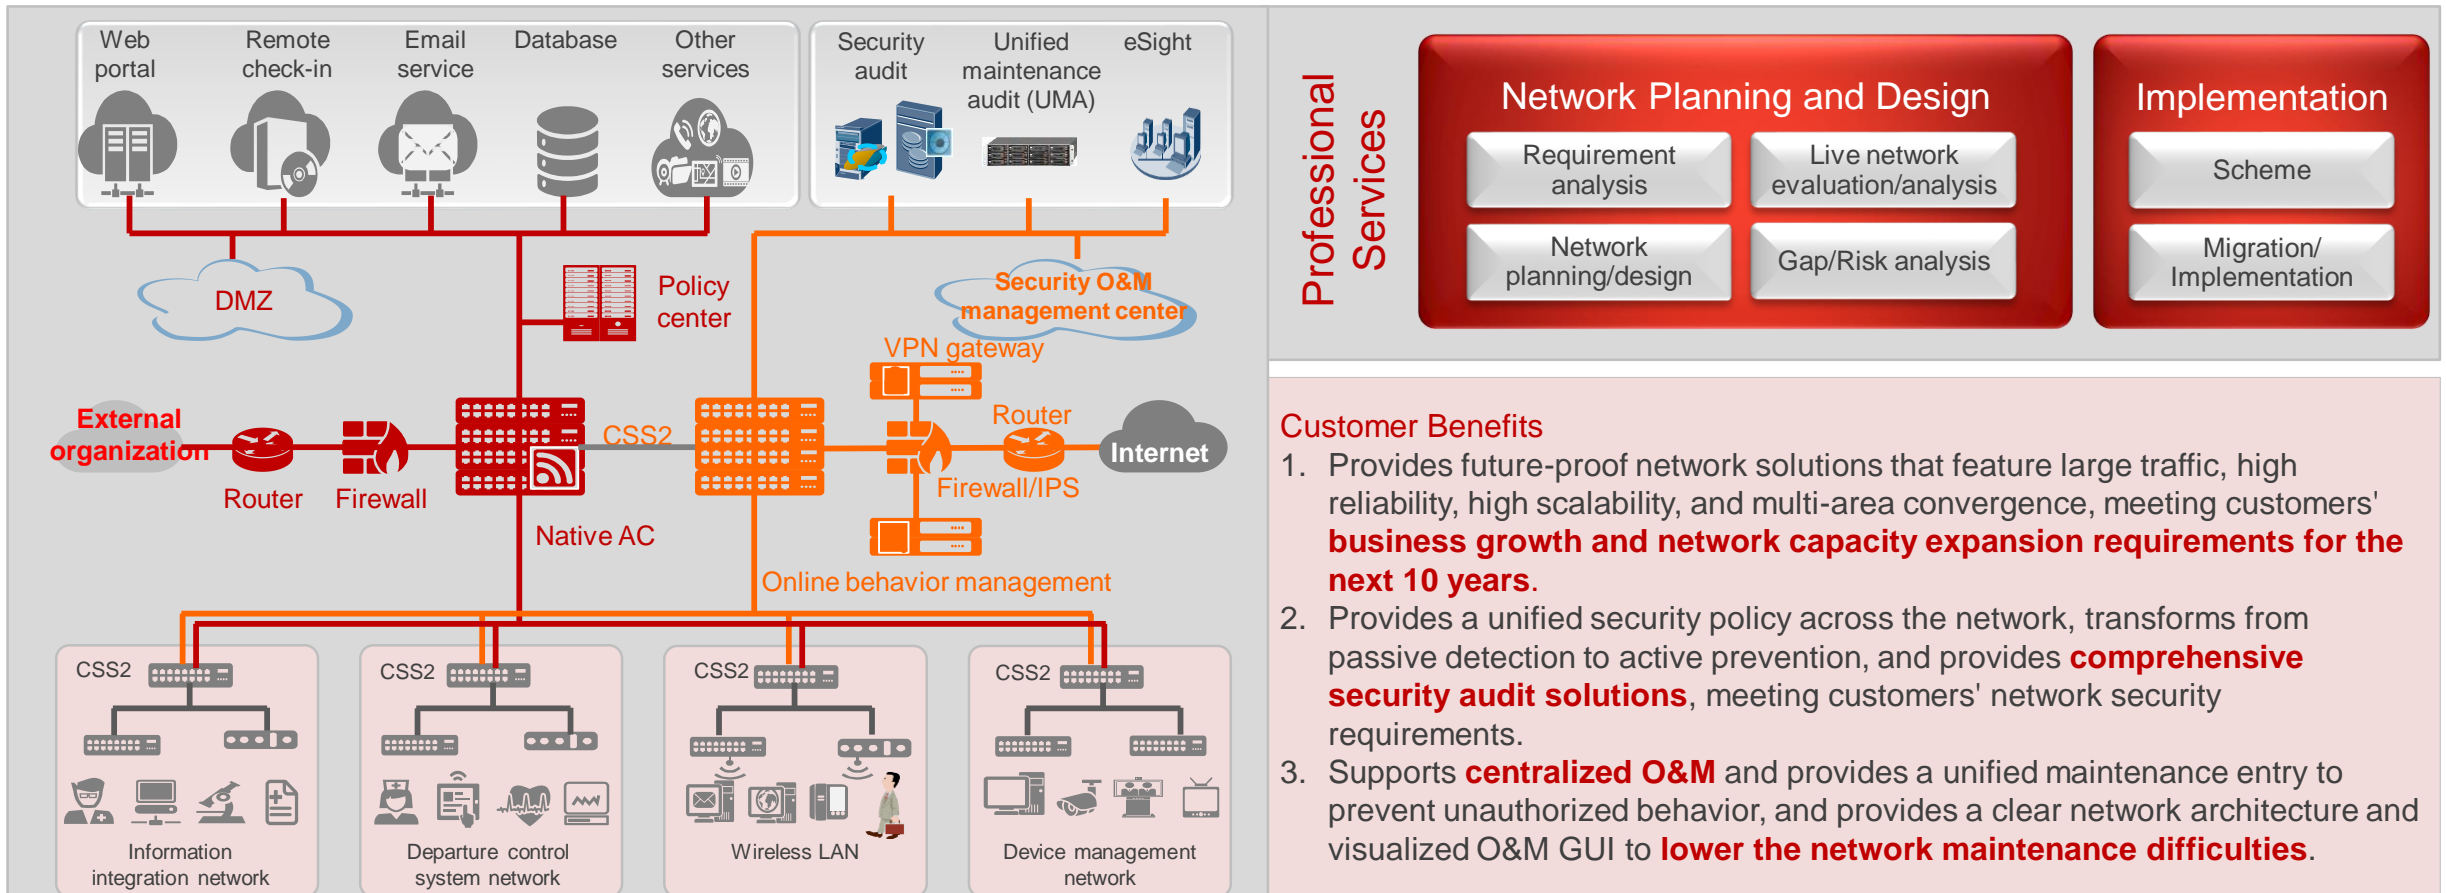 Web
portal
Remote
check-in
Email
service
Database
Other
services
Security
audit
Unified
maintenance
audit (UMA)
eSight
DMZ
Policy
center
Security O&M
management center
VPN gateway
External
organization
Router
Firewall
CSS2
Router
Internet
Firewall/IPS
Native AC
Online behavior management
CSS2
CSS2
CSS2
CSS2
Information
integration network
Departure control
system network
Wireless LAN
Device management
network
Professional
Services
Network Planning and Design
Requirement
analysis
Live network
evaluation/analysis
Network
planning/design
Gap/Risk analysis
Implementation
Scheme
Migration/
Implementation
Customer Benefits
1. Provides future-proof network solutions that feature large traffic, high
reliability, high scalability, and multi-area convergence, meeting customers'
business growth and network capacity expansion requirements for the
next 10 years.
2. Provides a unified security policy across the network, transforms from
passive detection to active prevention, and provides comprehensive
security audit solutions, meeting customers' network security
requirements.
3. Supports centralized O&M and provides a unified maintenance entry to
prevent unauthorized behavior, and provides a clear network architecture and
visualized O&M GUI to lower the network maintenance difficulties.